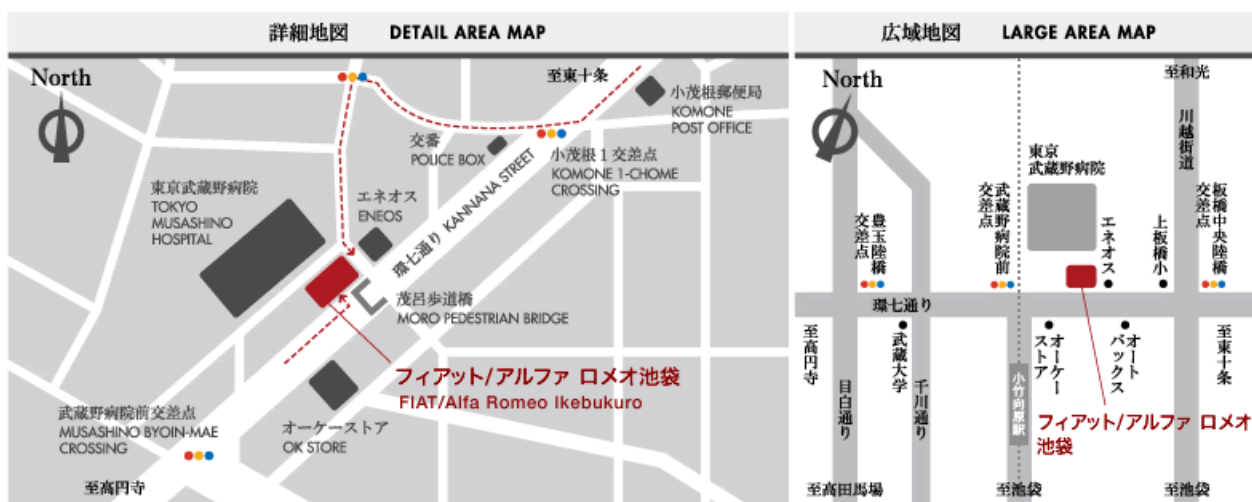 詳細地図 DETAIL AREA MAP
North
至東十条
小茂根郵便局
KOMONE
POST OFFICE
交番
POLICE BOX
小茂根1交差点
KOMONE 1-CHOME
CROSSING
東京武蔵野病院
TOKYO
MUSASHINO
HOSPITAL
エネオス
ENEOS
環七通り KANNANA STREET
茂呂歩道橋
MORO PEDESTRIAN BRIDGE
フィアット/アルファ ロメオ池袋
FIAT/Alfa Romeo Ikebukuro
武蔵野病院前交差点
MUSASHINO BYOIN-MAE
CROSSING
オーケーストア
OK STORE
至高円寺
広域地図 LARGE AREA MAP
North
至和光
川越街道
東京
武蔵野病院
豊玉陸橋
交差点
武蔵野病院前
交差点
エネオス
上板橋小
板橋中央陸橋
交差点
環七通り
至高円寺
武蔵大学
オーケー
ストア
オート
バックス
至東十条
目白通り
千川通り
小竹向原駅
フィアット/アルファ ロメオ
池袋
至高田馬場
至池袋
至池袋